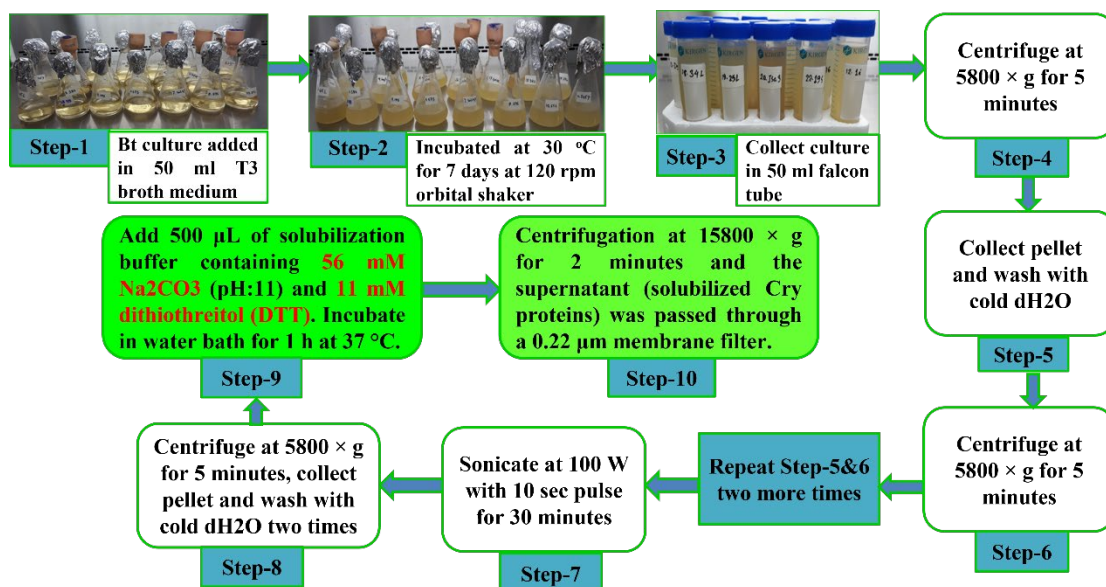 Step-1
Bt culture added
in 50 ml T3
broth medium
Step-2
Incubated at 30 °C
for 7 days at 120 rpm
orbital shaker
Step-3
Collect culture
in 50 ml falcon
tube
Centrifuge at
5800 × g for 5
minutes
Step-4
Collect pellet
and wash with
cold dH2O
Step-5
Centrifuge at
5800 × g for 5
minutes
Step-6
Repeat Step-5&6
two more times
Sonicate at 100 W
with 10 sec pulse
for 30 minutes
Step-7
Centrifuge at 5800 × g
for 5 minutes, collect
pellet and wash with
cold dH2O two times
Step-8
Add 500 µL of solubilization
buffer containing 56 mM
Na2CO3 (pH:11) and 11 mM
dithiothreitol (DTT). Incubate
in water bath for 1 h at 37 °C.
Step-9
Centrifugation at 15800 × g
for 2 minutes and the
supernatant (solubilized Cry
proteins) was passed through
a 0.22 µm membrane filter.
Step-10